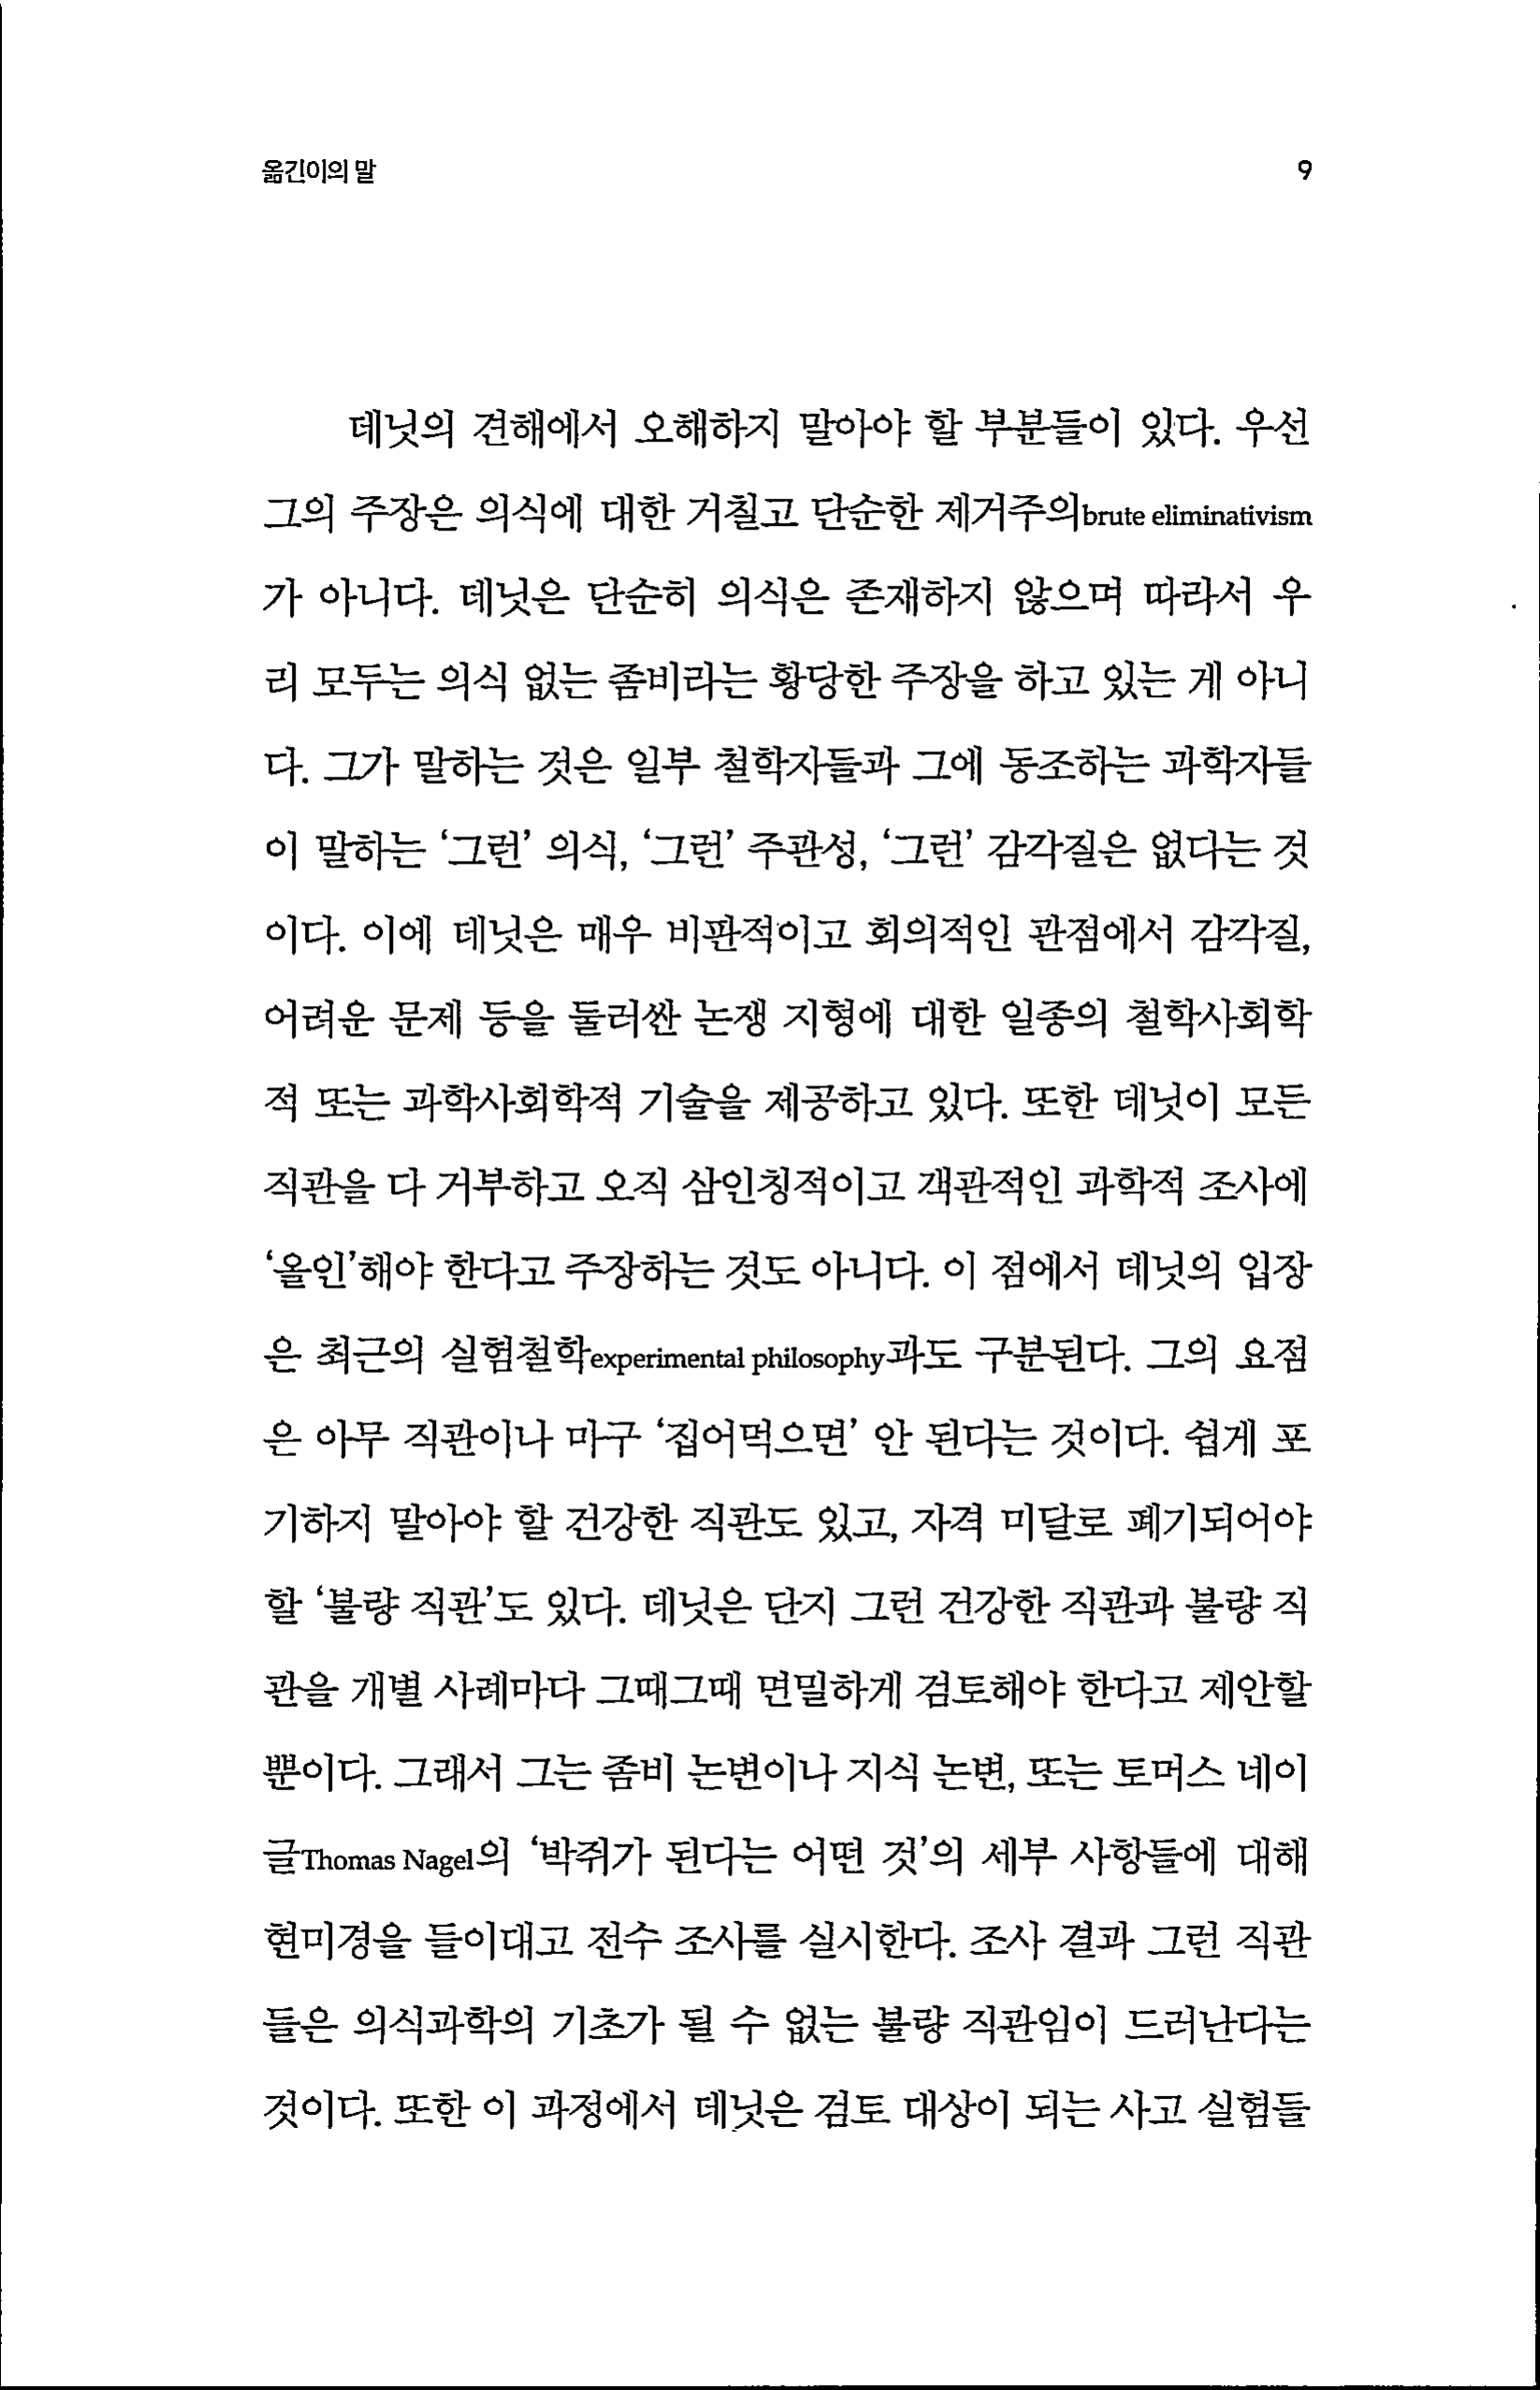 옮긴이의 말 9
데닛의 견해에서 오해하지 말아야 할 부분들이 있다. 우선
그의 주장은 의식에 대한 거칠고 단순한 제거주의brute eliminativism
가 아니다. 데닛은 단순히 의식은 존재하지 않으며 따라서 우
리 모두는 의식 없는 좀비라는 황당한 주장을 하고 있는 게 아니
다. 그가 말하는 것은 일부 철학자들과 그에 동조하는 과학자들
이 말하는 ‘그런’ 의식, ‘그런’ 주관성, ‘그런’ 감각질은 없다는 것
이다. 이에 데닛은 매우 비판적이고 회의적인 관점에서 감각질,
어려운 문제 등을 둘러싼 논쟁 지형에 대한 일종의 철학사회학
적 또는 과학사회학적 기술을 제공하고 있다. 또한 데닛이 모든
직관을 다 거부하고 오직 삼인칭적이고 객관적인 과학적 조사에
‘올인’해야 한다고 주장하는 것도 아니다. 이 점에서 데닛의 입장
은 최근의 실험철학experimental philosophy과도 구분된다. 그의 요점
은 아무 직관이나 마구 ‘집어먹으면’ 안 된다는 것이다. 쉽게 포
기하지 말아야 할 건강한 직관도 있고, 자격 미달로 폐기되어야
할 ‘불량 직관’도 있다. 데닛은 단지 그런 건강한 직관과 불량 직
관을 개별 사례마다 그때그때 면밀하게 검토해야 한다고 제안할
뿐이다. 그래서 그는 좀비 논변이나 지식 논변, 또는 토머스 네이
글Thomas Nagel의 ‘박쥐가 된다는 어떤 것’의 세부 사항들에 대해
현미경을 들이대고 전수 조사를 실시한다. 조사 결과 그런 직관
들은 의식과학의 기초가 될 수 없는 불량 직관임이 드러난다는
것이다. 또한 이 과정에서 데닛은 검토 대상이 되는 사고 실험들